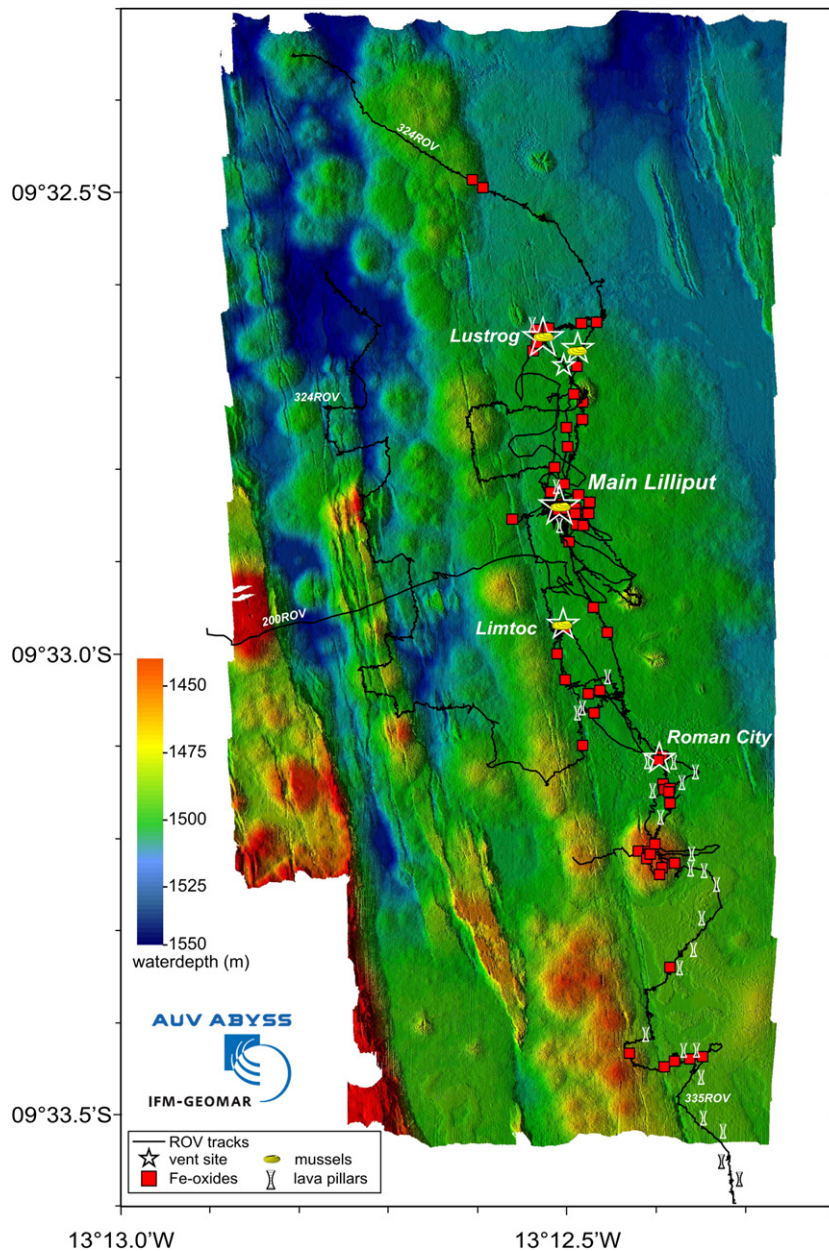 324ROV
09°32.5'S
Lustrog
324ROV
Main Lilliput
200ROV
Limtoc
09°33.0'S
1450
Roman City
1475
1500
1525
1550
waterdepth (m)
AUV ABYSS
IFM-GEOMAR
335ROV
09°33.5'S
ROV tracks
vent site
mussels
Fe-oxides
lava pillars
13°13.0'W
13°12.5'W